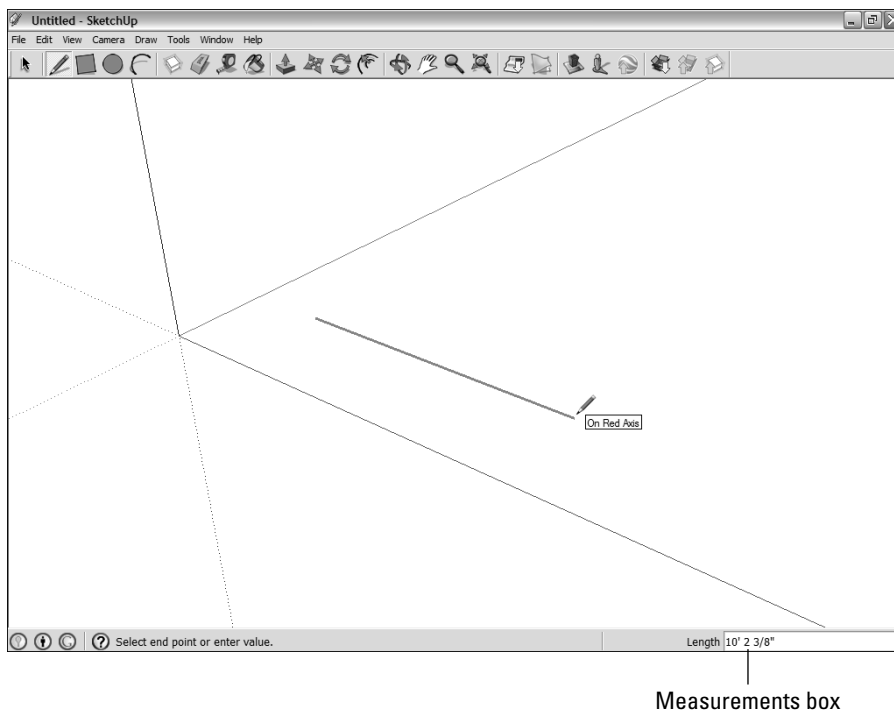 Untitled - SketchUp
File Edit View Camera Draw Tools Window Help
On Red Axis
Select end point or enter value.
Length 10' 2 3/8"
Measurements box